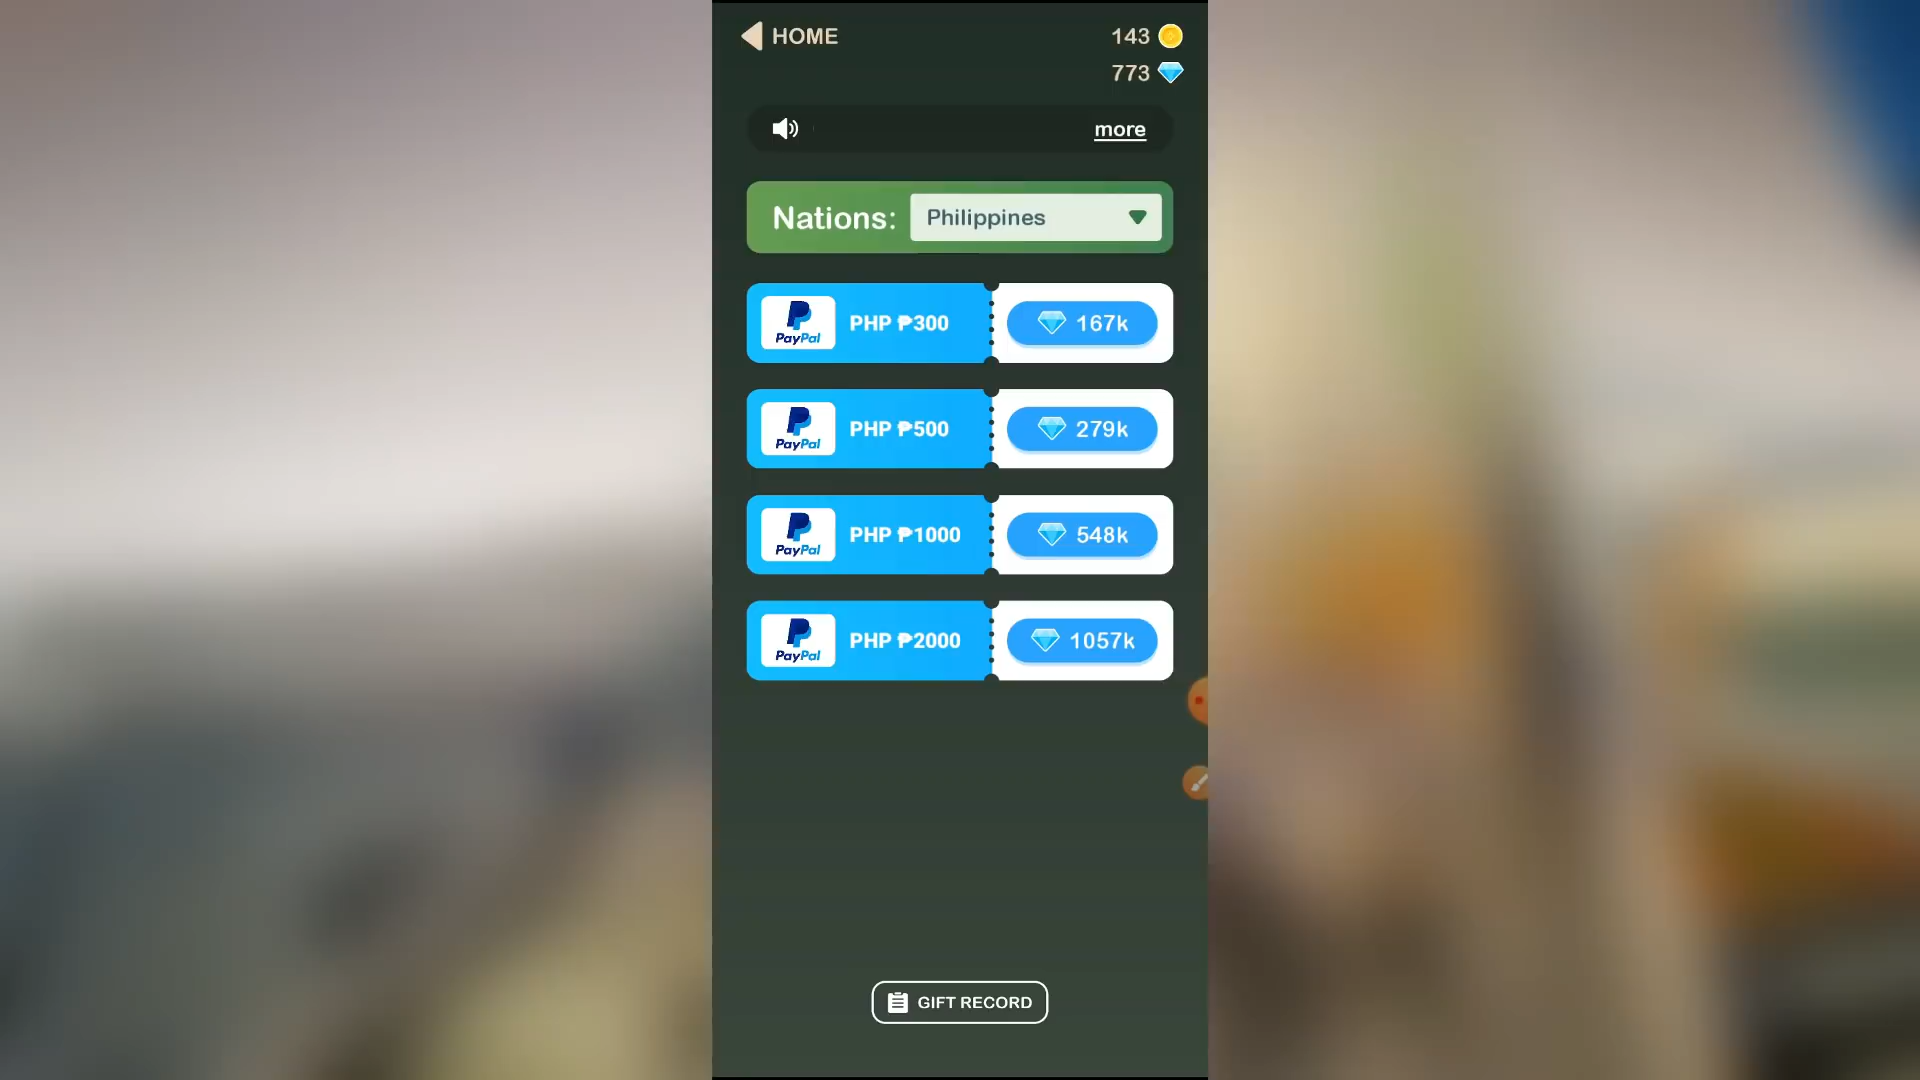 HOME
143
773
more
Nations: Philippines
PayPal PHP ₱300 167k
PayPal PHP ₱500 279k
PayPal PHP ₱1000 548k
PayPal PHP ₱2000 1057k
GIFT RECORD